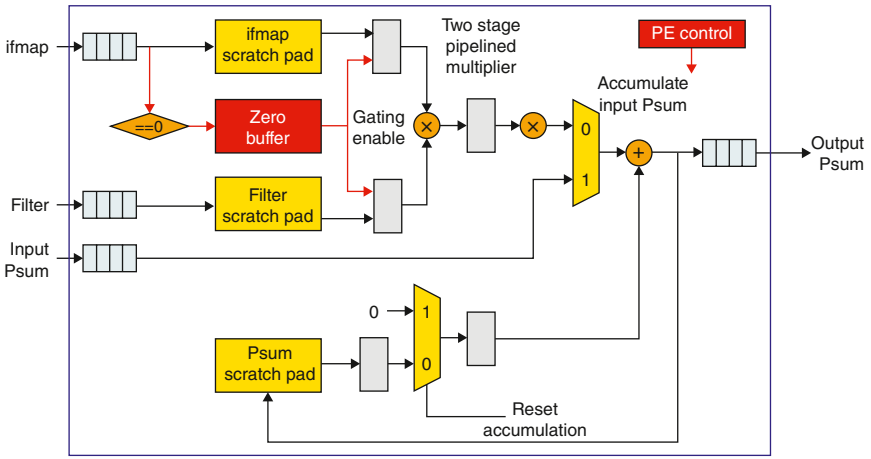 ifmap
ifmap
scratch pad
Two stage
pipelined
multiplier
PE control
Accumulate
input Psum
==0
Zero
buffer
Gating
enable
×
×
0
1
+
Output
Psum
Filter
Filter
scratch pad
Input
Psum
0
1
0
Psum
scratch pad
Reset
accumulation